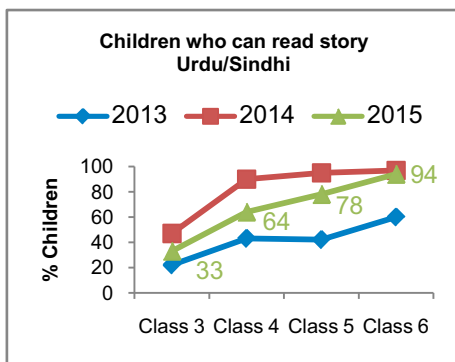 Children who can read story
Urdu/Sindhi
2013 2014 2015
% Children
100
80
60
40
20
0
33
64
78
94
Class 3 Class 4 Class 5 Class 6